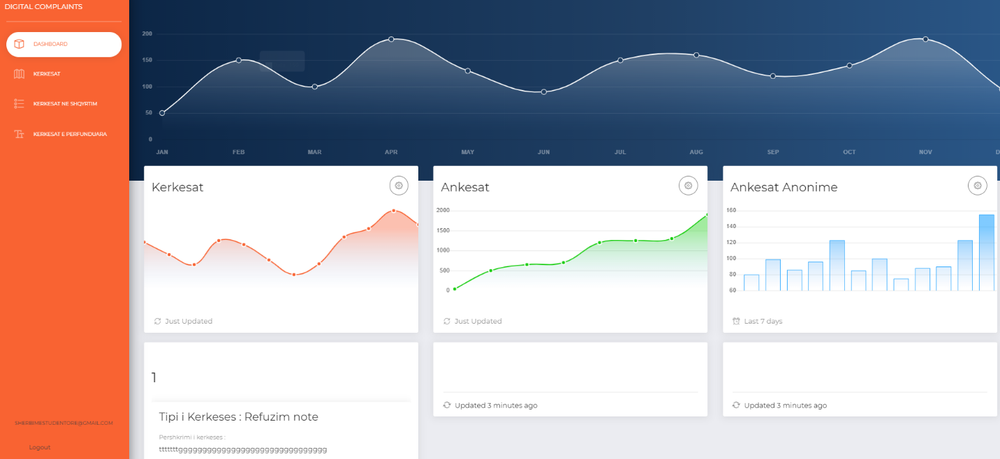 DIGITAL COMPLAINTS
DASHBOARD
KERKESAT
KERKESAT NE SHQYRTIM
KERKESAT E PERFUNDUARA
SHERBIMESTUDENTORE@GMAIL.COM
Logout
200
150
100
50
0
JAN FEB MAR APR MAY JUN JUL AUG SEP OCT NOV D
Kerkesat
Just Updated
Ankesat
2000
1500
1000
500
0
Just Updated
Ankesat Anonime
160
140
120
100
80
60
Last 7 days
1
Tipi i Kerkeses : Refuzim note
Pershkrimi i kerkeses :
Updated 3 minutes ago
Updated 3 minutes ago